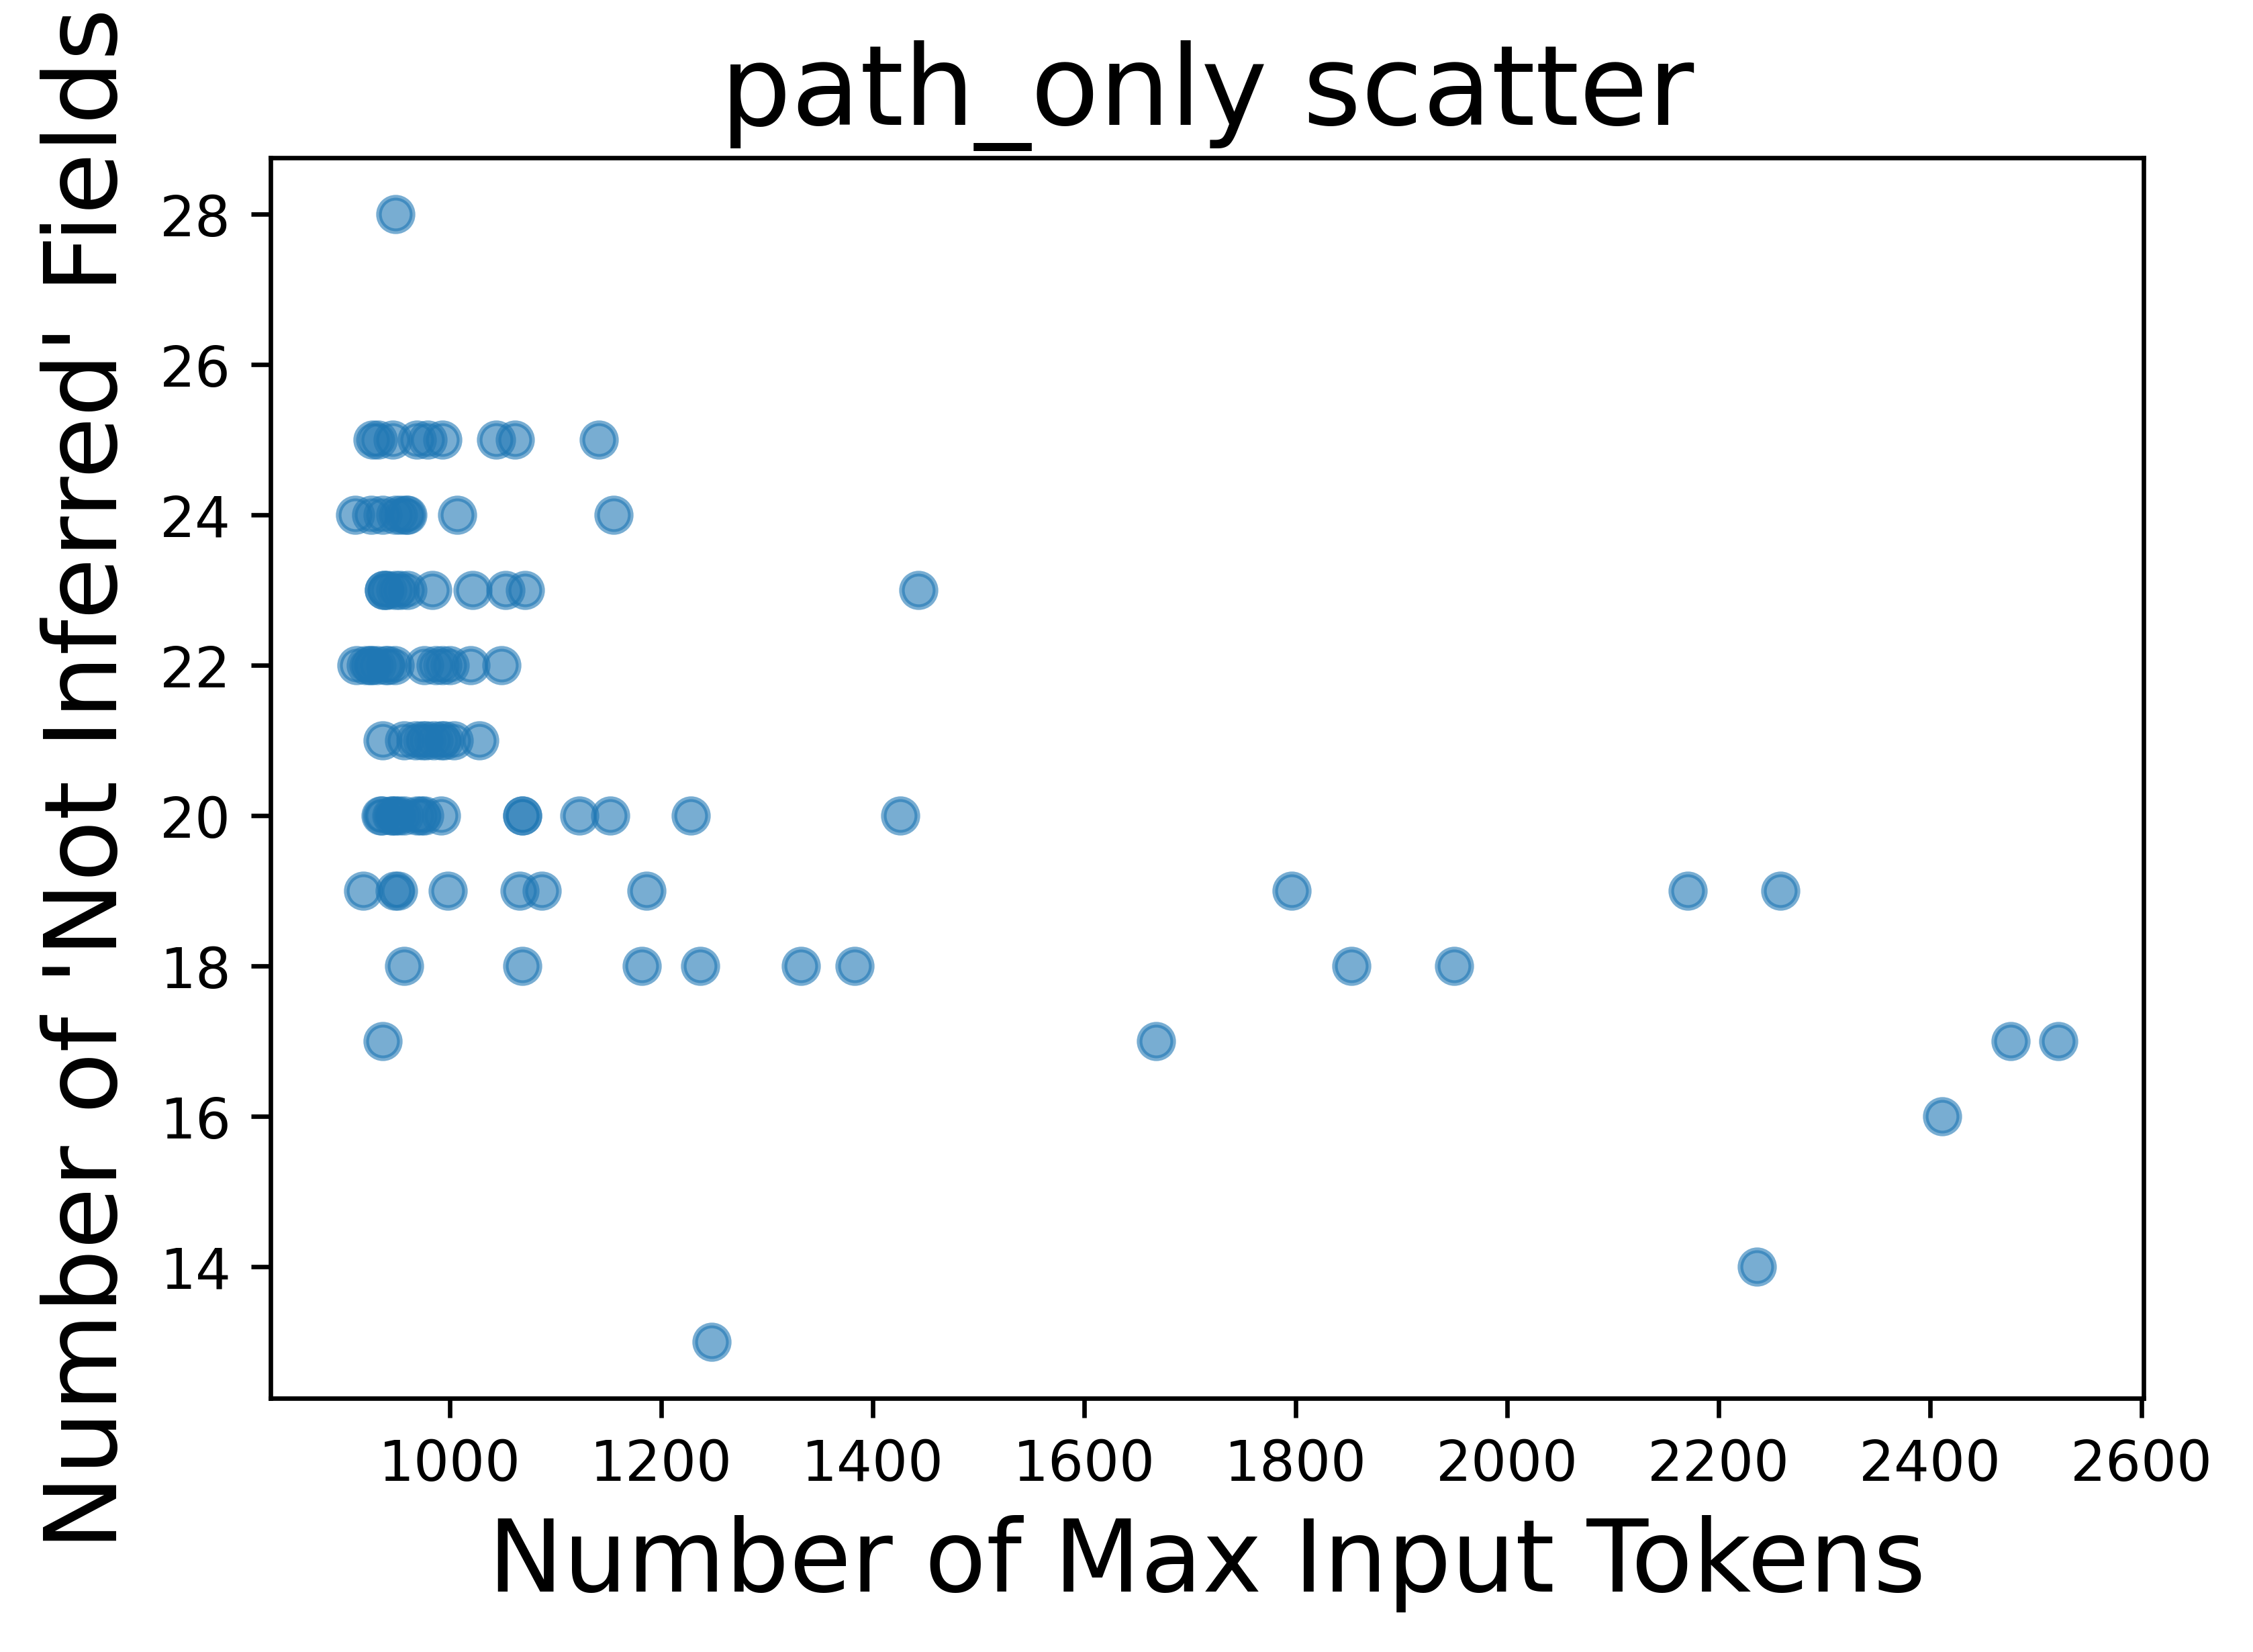 path_only scatter
Number of 'Not Inferred' Fields
28
26
24
22
20
18
16
14
1000 1200 1400 1600 1800 2000 2200 2400 2600
Number of Max Input Tokens